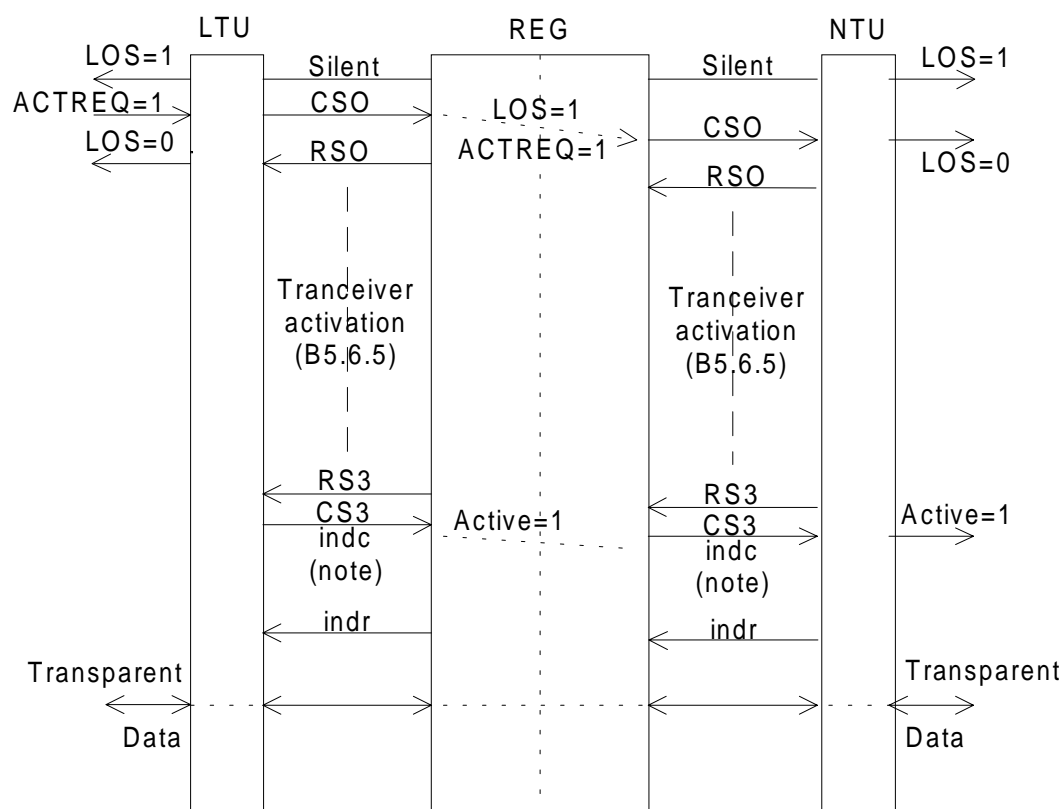 LTU
REG
NTU
LOS=1
Silent
Silent
LOS=1
ACTREQ=1
CSO
LOS=1
CSO
LOS=0
RSO
ACTREQ=1
LOS=0
RSO
Tranceiver
activation
(B5.6.5)
Tranceiver
activation
(B5.6.5)
RS3
RS3
CS3
Active=1
CS3
Active=1
indc
(note)
indc
(note)
indr
indr
Transparent
Transparent
Data
Data